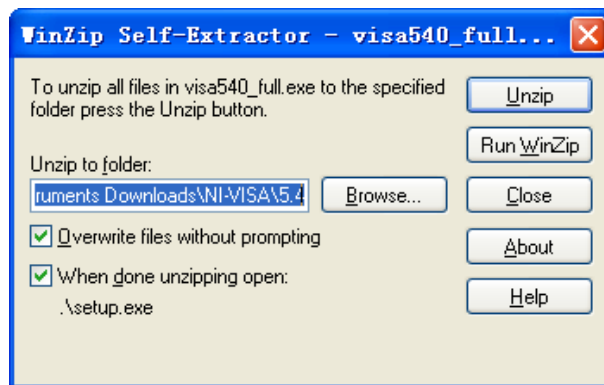 WinZip Self-Extractor - visa540_full...
To unzip all files in visa540_full.exe to the specified
folder press the Unzip button.
Unzip to folder:
ruments Downloads\NI-VISA\5.4
Browse...
Overwrite files without prompting
When done unzipping open:
.\setup.exe
Unzip
Run WinZip
Close
About
Help